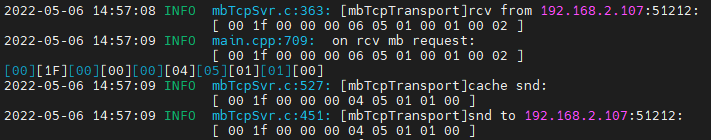 2022-05-06 14:57:08 INFO  mbTcpSvr.c:363: [mbTcpTransport]rcv from 192.168.2.107:51212:
[ 00 1f 00 00 00 06 05 01 00 01 00 02 ]
2022-05-06 14:57:09 INFO  main.cpp:709:  on rcv mb request:
[ 00 1f 00 00 00 06 05 01 00 01 00 02 ]
[00][1F][00][00][00][04][05][01][01][00]
2022-05-06 14:57:09 INFO  mbTcpSvr.c:527: [mbTcpTransport]cache snd:
[ 00 1f 00 00 00 04 05 01 01 00 ]
2022-05-06 14:57:09 INFO  mbTcpSvr.c:451: [mbTcpTransport]snd to 192.168.2.107:51212:
[ 00 1f 00 00 00 04 05 01 01 00 ]